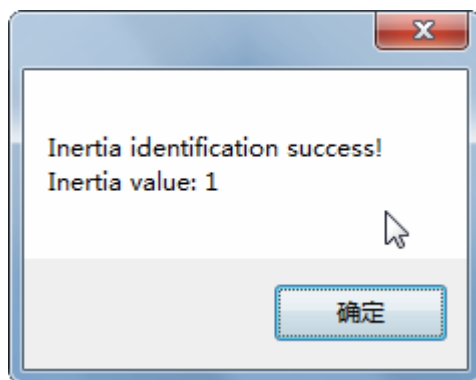 Inertia identification success!
Inertia value: 1
确定